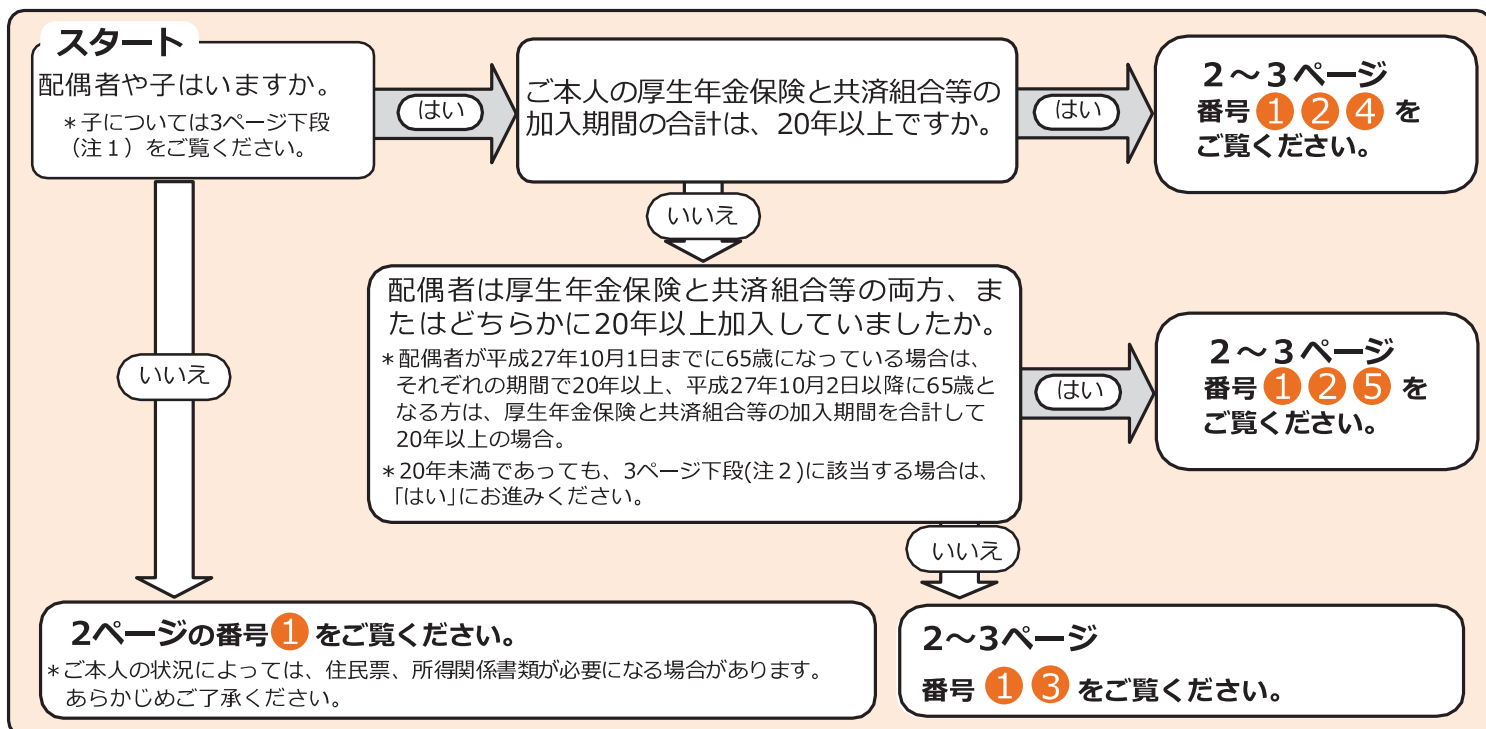 スタート
配偶者や子はいますか。
＊子については3ページ下段
（注１）をご覧ください。
はい
ご本人の厚生年金保険と共済組合等の
加入期間の合計は、20年以上ですか。
はい
２～３ページ
番号❶❷❹を
ご覧ください。
いいえ
いいえ
配偶者は厚生年金保険と共済組合等の両方、ま
たはどちらかに20年以上加入していましたか。
＊配偶者が平成27年10月1日までに65歳になっている場合は、
それぞれの期間で20年以上、平成27年10月2日以降に65歳と
なる方は、厚生年金保険と共済組合等の加入期間を合計して
20年以上の場合。
＊20年未満であっても、3ページ下段(注２)に該当する場合は、
「はい」にお進みください。
はい
２～３ページ
番号❶❷❺を
ご覧ください。
いいえ
2ページの番号❶をご覧ください。
＊ご本人の状況によっては、住民票、所得関係書類が必要になる場合があります。
あらかじめご了承ください。
2～3ページ
番号❶❸をご覧ください。